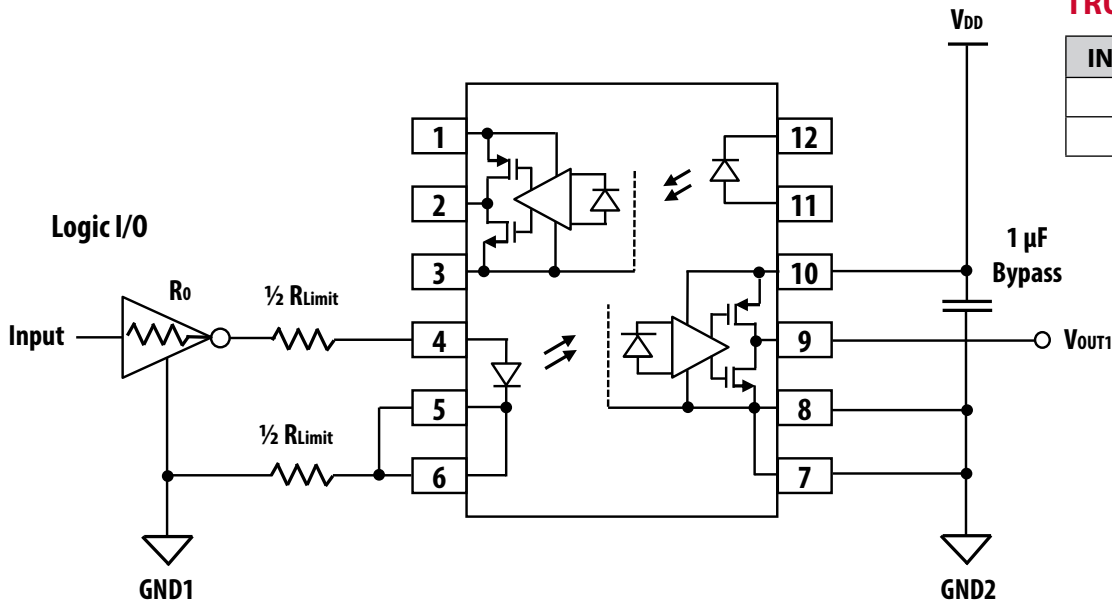 TRU
IN
VDD
1
12
2
11
Logic I/O
3
10
1 µF
Bypass
R0
½ RLimit
Input
4
9
VOUT1
5
8
½ RLimit
6
7
GND1
GND2